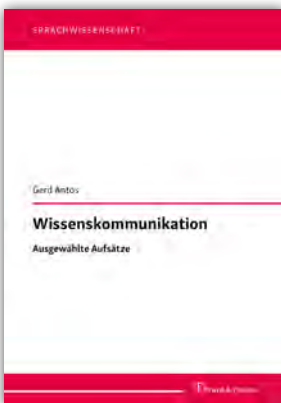 SPRACHWISSENSCHAFT
Gerd Antos
Wissenskommunikation
Ausgewählte Aufsätze